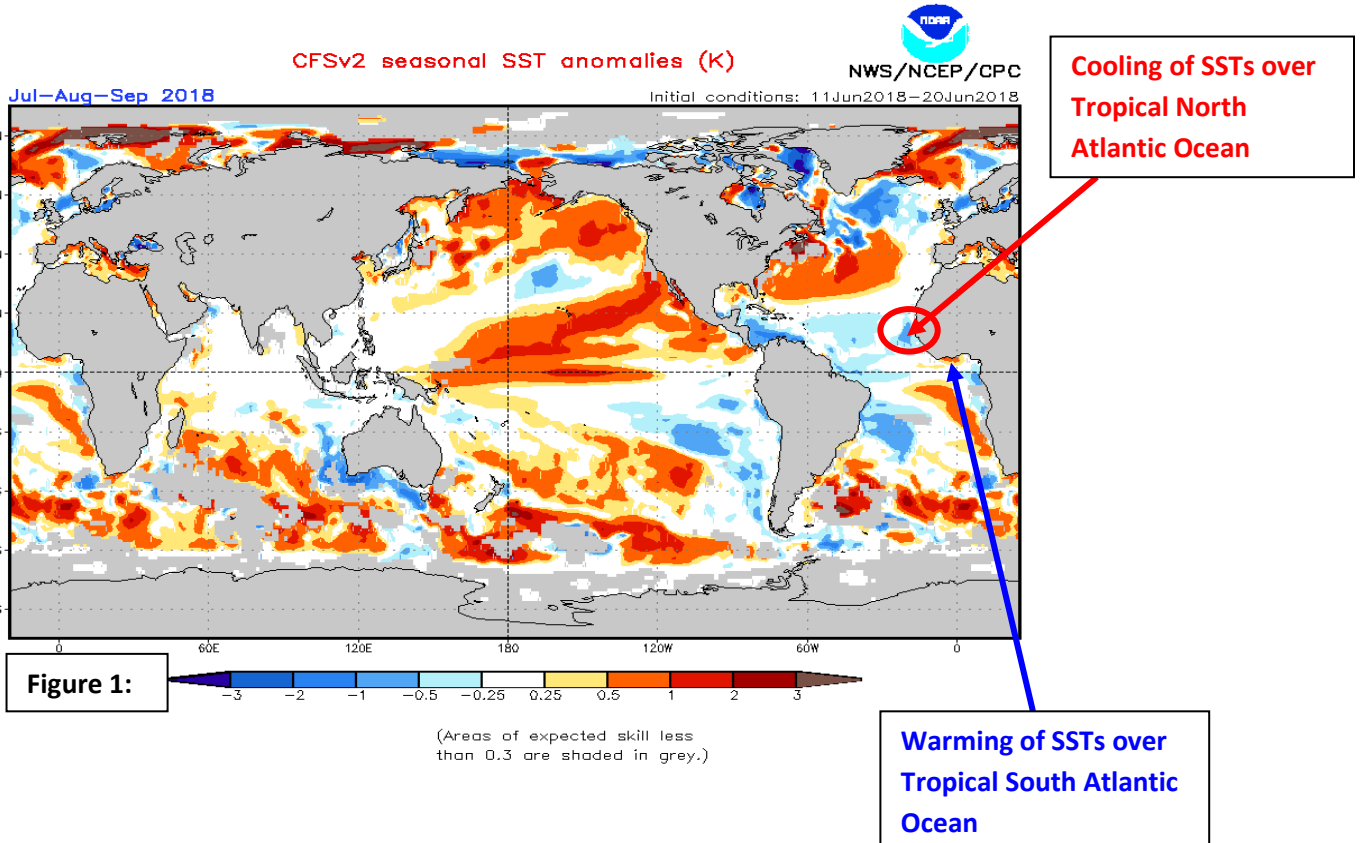 NOAA
CFSv2 seasonal SST anomalies (K)
NWS/NCEP/CPC
Jul-Aug-Sep 2018
Initial conditions: 11Jun2018-20Jun2018
Cooling of SSTs over
Tropical North
Atlantic Ocean
0
60E
120E
180
120W
60W
0
Figure 1:
-3
-2
-1
-0.5
-0.25
0.25
0.5
1
2
3
(Areas of expected skill less
than 0.3 are shaded in grey.)
Warming of SSTs over
Tropical South Atlantic
Ocean